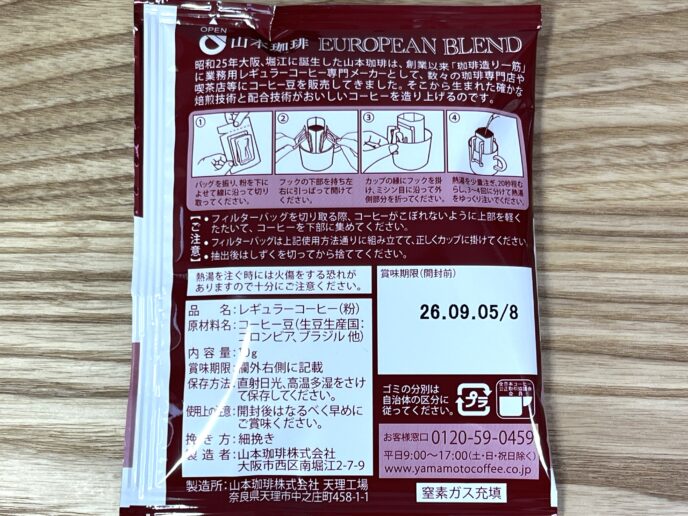 OPEN
山本珈琲 EUROPEAN BLEND
昭和25年大阪、堀江に誕生した山本珈琲は、創業以来「珈琲造り一筋」
に業務用レギュラーコーヒー専門メーカーとして、数々の珈琲専門店や
喫茶店等にコーヒー豆を販売してきました。そこから生まれた確かな
焙煎技術と配合技術がおいしいコーヒーを造り上げるのです。
①
バッグを振り、粉を下に
よせて線に沿って切り
取ってください。
②
フックの下部を持ち左
右に引っぱって開けて
ください。
③
カップの縁にフックを掛
け、ミシン目に沿って外
側部分を折ってください。
④
熱湯を少量注ぎ、20秒程む
らし、3〜4回に分けて熱湯
をゆっくり注いでください。
【ご注意】
●フィルターバッグを切り取る際、コーヒーがこぼれないように上部を軽く
たたいて、コーヒーを下部に集めてください。
●フィルターバッグは上記使用方法通りに組み立てて、正しくカップに掛けてください。
●抽出後はしずくを切ってから捨ててください。
熱湯を注ぐ時には火傷をする恐れが
ありますので十分にご注意ください。
品 名:レギュラーコーヒー(粉)
原材料名:コーヒー豆(生豆生産国:
コロンビア、ブラジル 他)
内 容 量:10g
賞味期限:欄外右側に記載
保存方法:直射日光、高温多湿をさけ
て保存してください。
使用上の注意:開封後はなるべく早めに
ご賞味ください。
挽 き 方:細挽き
製 造 者:山本珈琲株式会社
大阪市西区南堀江2-7-9
製造所:山本珈琲株式会社 天理工場
奈良県天理市中之庄町458-1-1
賞味期限(開封前)
26.09.05/8
ゴミの分別は
自治体の区分に
従ってください。
プラ
お客様窓口 0120-59-0459
平日9:00〜17:00(土・日・祝日除く)
www.yamamotocoffee.co.jp
窒素ガス充填